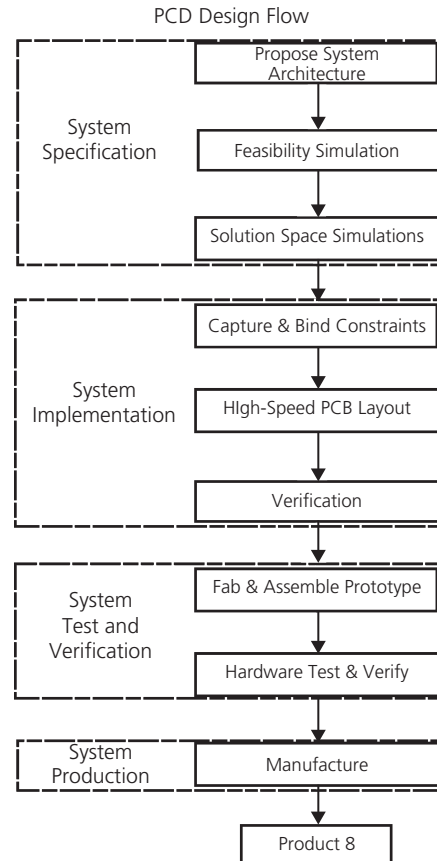 PCD Design Flow
Propose System
Architecture
System
Specification
Feasibility Simulation
Solution Space Simulations
Capture & Bind Constraints
System
Implementation
HIgh-Speed PCB Layout
Verification
Fab & Assemble Prototype
System
Test and
Verification
Hardware Test & Verify
System
Production
Manufacture
Product 8